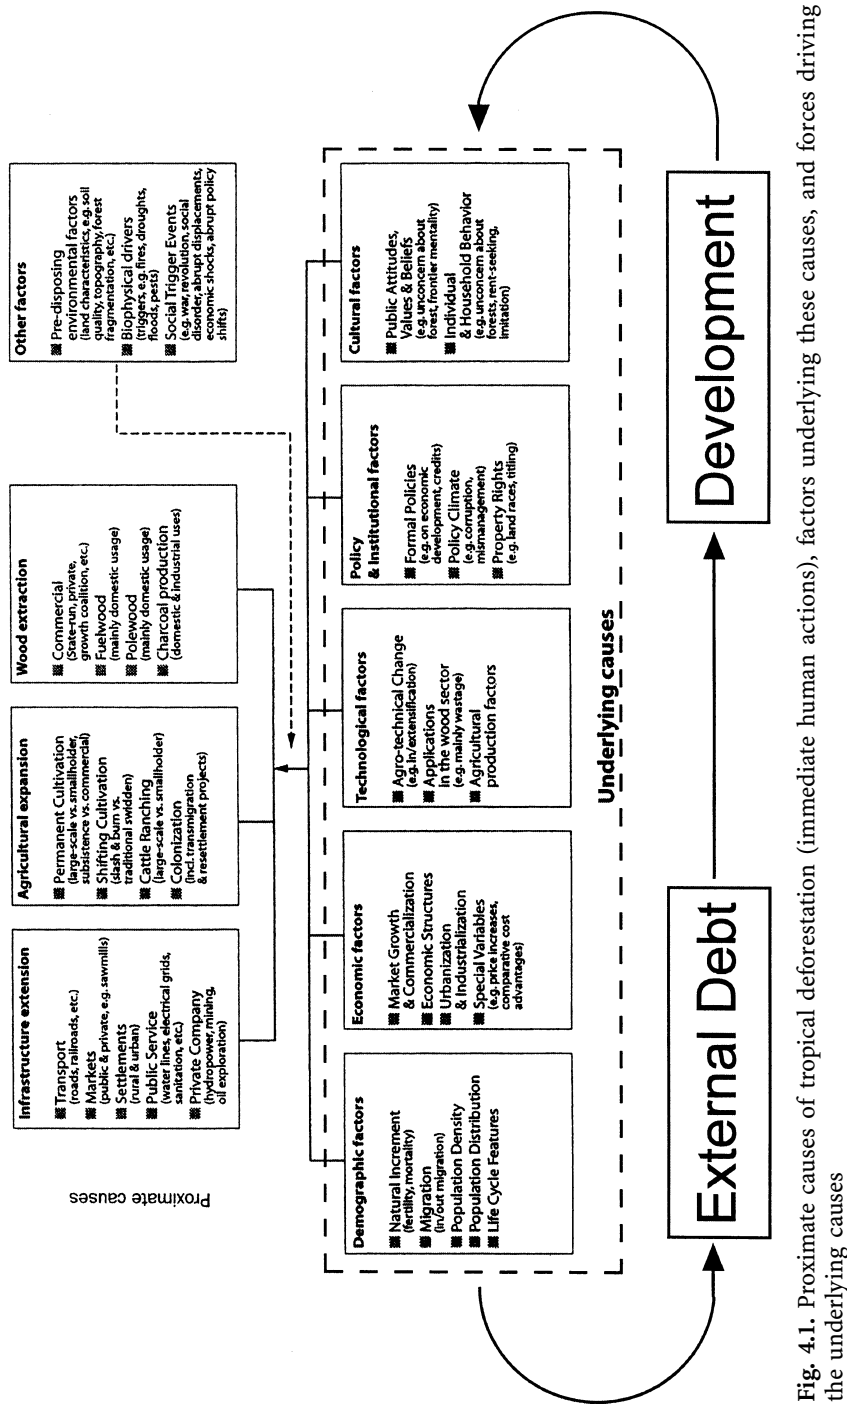 Proximate causes
Infrastructure extension
Transport
(roads, railroads, etc.)
Markets
(public & private, e.g. sawmills)
Settlements
(rural & urban)
Public Service
(water lines, electrical grids,
sanitation, etc.)
Private Company
(hydropower, mining,
oil exploration)
Agricultural expansion
Permanent Cultivation
(large-scale vs. smallholder,
subsistence vs. commercial)
Shifting Cultivation
(slash & burn vs.
traditional swidden)
Cattle Ranching
(large-scale vs. smallholder)
Colonization
(incl. transmigration
& resettlement projects)
Wood extraction
Commercial
(State-run, private,
growth coalition, etc.)
Fuelwood
(mainly domestic usage)
Polewood
(mainly domestic usage)
Charcoal production
(domestic & industrial uses)
Other factors
Pre-disposing
environmental factors
(land characteristics, e.g. soil
quality, topography, forest
fragmentation, etc.)
Biophysical drivers
(triggers, e.g. fires, droughts,
floods, pests)
Social Trigger Events
(e.g. war, revolution, social
disorder, abrupt displacements,
economic shocks, abrupt policy
shifts)
Demographic factors
Natural Increment
(fertility, mortality)
Migration
(in/out migration)
Population Density
Population Distribution
Life Cycle Features
Economic factors
Market Growth
& Commercialization
Economic Structures
Urbanization
& Industrialization
Special Variables
(e.g. price increases,
comparative cost
advantages)
Technological factors
Agro-technical Change
(e.g. in/extensification)
Applications
in the wood sector
(e.g. mainly wastage)
Agricultural
production factors
Policy
& Institutional factors
Formal Policies
(e.g. on economic
development, credits)
Policy Climate
(e.g. corruption,
mismanagement)
Property Rights
(e.g. land races, titling)
Cultural factors
Public Attitudes,
Values & Beliefs
(e.g. unconcern about
forest, frontier mentality)
Individual
& Household Behavior
(e.g. unconcern about
forests, rent-seeking,
imitation)
Underlying causes
External Debt
Development
Fig. 4.1. Proximate causes of tropical deforestation (immediate human actions), factors underlying these causes, and forces driving
the underlying causes